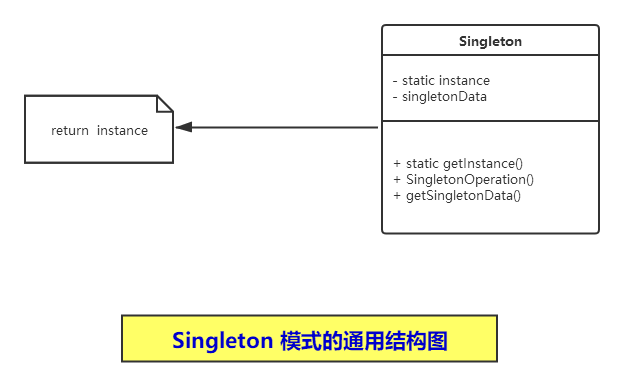 Singleton
- static instance
- singletonData
return instance
+ static getInstance()
+ SingletonOperation()
+ getSingletonData()
Singleton 模式的通用结构图